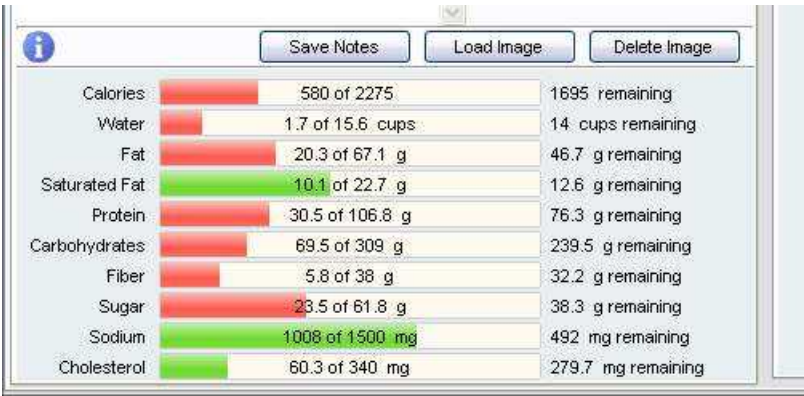 Save Notes Load Image Delete Image
Calories 580 of 2275 1695 remaining
Water 1.7 of 15.6 cups 14 cups remaining
Fat 20.3 of 67.1 g 46.7 g remaining
Saturated Fat 10.1 of 22.7 g 12.6 g remaining
Protein 30.5 of 106.8 g 76.3 g remaining
Carbohydrates 69.5 of 309 g 239.5 g remaining
Fiber 5.8 of 38 g 32.2 g remaining
Sugar 23.5 of 61.8 g 38.3 g remaining
Sodium 1008 of 1500 mg 492 mg remaining
Cholesterol 60.3 of 340 mg 279.7 mg remaining